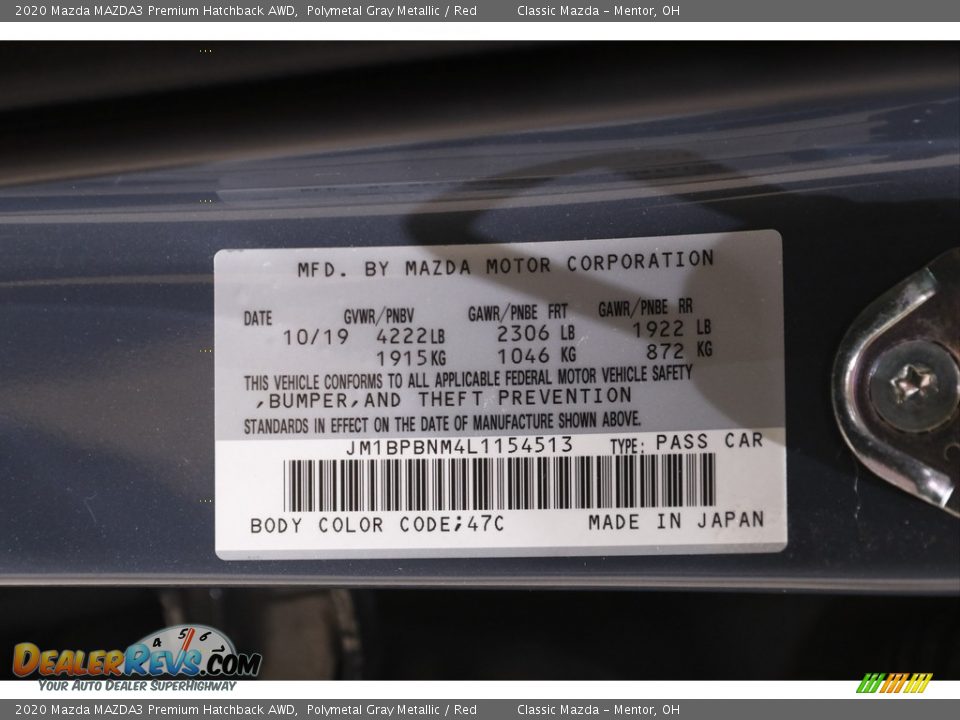 2020 Mazda MAZDA3 Premium Hatchback AWD, Polymetal Gray Metallic / Red Classic Mazda – Mentor, OH
MFD. BY MAZDA MOTOR CORPORATION
DATE GVWR/PNBV GAWR/PNBE FRT GAWR/PNBE RR
10/19 4222LB 2306 LB 1922 LB
1915KG 1046 KG 872 KG
THIS VEHICLE CONFORMS TO ALL APPLICABLE FEDERAL MOTOR VEHICLE SAFETY
,BUMPER,AND THEFT PREVENTION
STANDARDS IN EFFECT ON THE DATE OF MANUFACTURE SHOWN ABOVE.
JM1BPBNM4L1154513 TYPE: PASS CAR
BODY COLOR CODE;47C MADE IN JAPAN
4 5 6
DEALERREVS.COM
YOUR AUTO DEALER SUPERHIGHWAY
2020 Mazda MAZDA3 Premium Hatchback AWD, Polymetal Gray Metallic / Red Classic Mazda – Mentor, OH